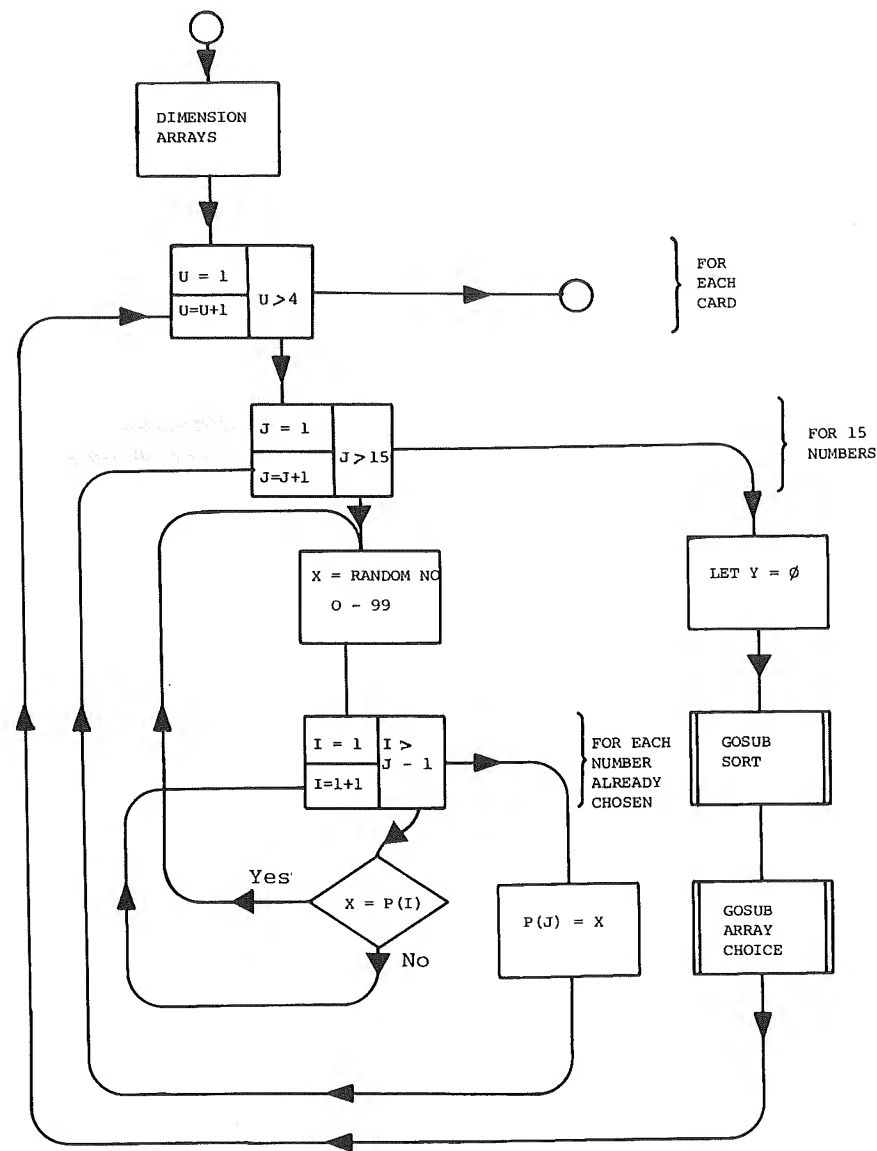 DIMENSION
ARRAYS
U = 1
U=U+1
U>4
FOR
EACH
CARD
J = 1
J=J+1
J>15
FOR 15
NUMBERS
X = RANDOM NO
O - 99
LET Y = Ø
I = 1
I=1+1
I >
J - 1
FOR EACH
NUMBER
ALREADY
CHOSEN
GOSUB
SORT
Yes
X = P(I)
No
P(J) = X
GOSUB
ARRAY
CHOICE